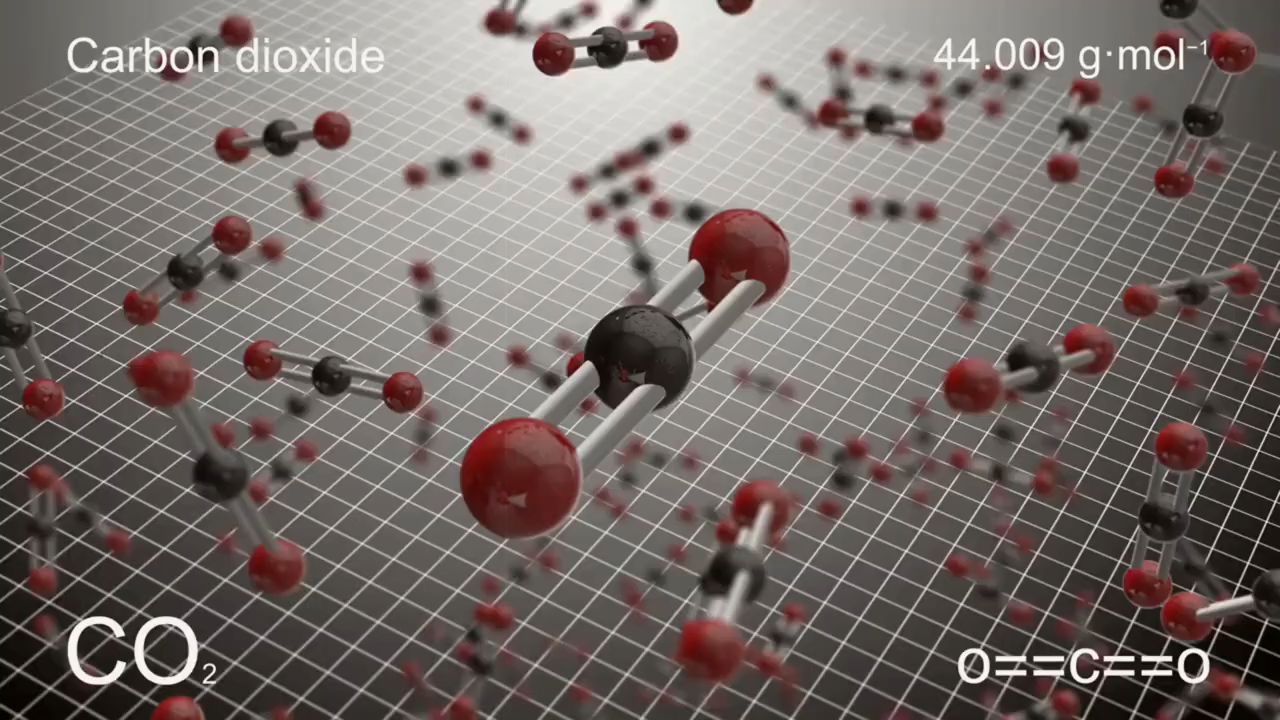 Carbon dioxide
44.009 g·mol⁻¹
CO₂
O==C==O